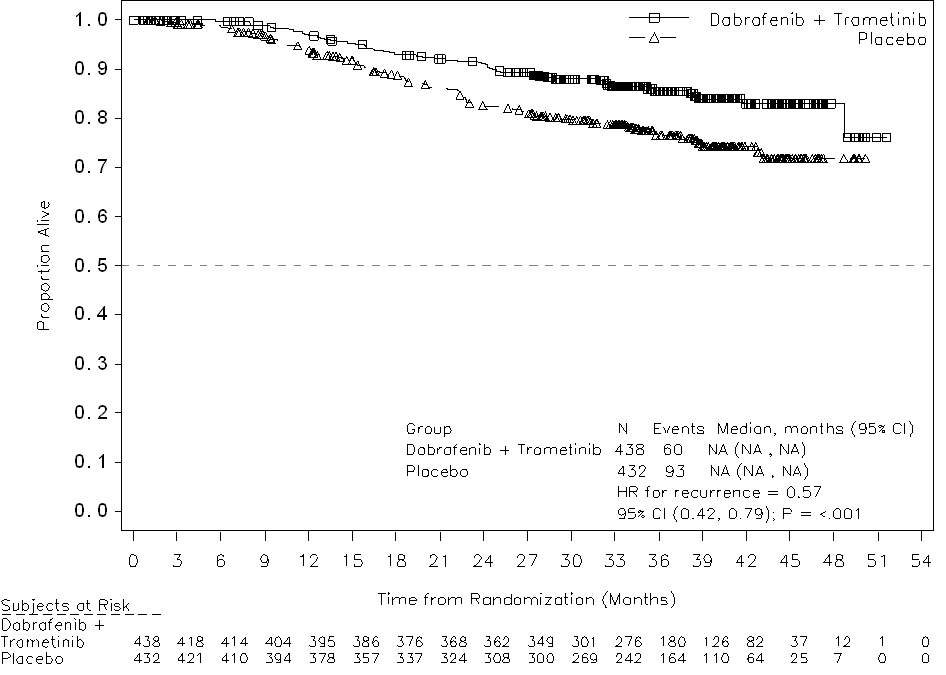 Dabrafenib + Trametinib
Placebo
1.0
0.9
0.8
0.7
0.6
0.5
0.4
0.3
0.2
0.1
0.0
Proportion Alive
Group N Events Median, months (95% CI)
Dabrafenib + Trametinib 438 60 NA (NA , NA)
Placebo 432 93 NA (NA , NA)
HR for recurrence = 0.57
95% CI (0.42, 0.79); P = <.001
0 3 6 9 12 15 18 21 24 27 30 33 36 39 42 45 48 51 54
Time from Randomization (Months)
Subjects at Risk
Dabrafenib +
Trametinib 438 418 414 404 395 386 376 368 362 349 301 276 180 126 82 37 12 1 0
Placebo 432 421 410 394 378 357 337 324 308 300 269 242 164 110 64 25 7 0 0